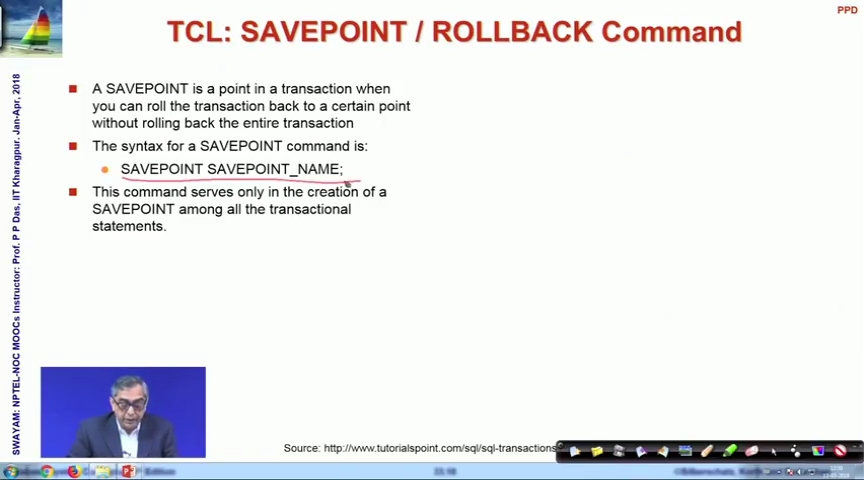 PPD
TCL: SAVEPOINT / ROLLBACK Command
A SAVEPOINT is a point in a transaction when
you can roll the transaction back to a certain point
without rolling back the entire transaction
The syntax for a SAVEPOINT command is:
SAVEPOINT SAVEPOINT_NAME;
This command serves only in the creation of a
SAVEPOINT among all the transactional
statements.
SWAYAM: NPTEL-NOC MOOCs Instructor: Prof. P P Das, IIT Kharagpur. Jan-Apr, 2018
Source: http://www.tutorialspoint.com/sql/sql-transactions
Edition